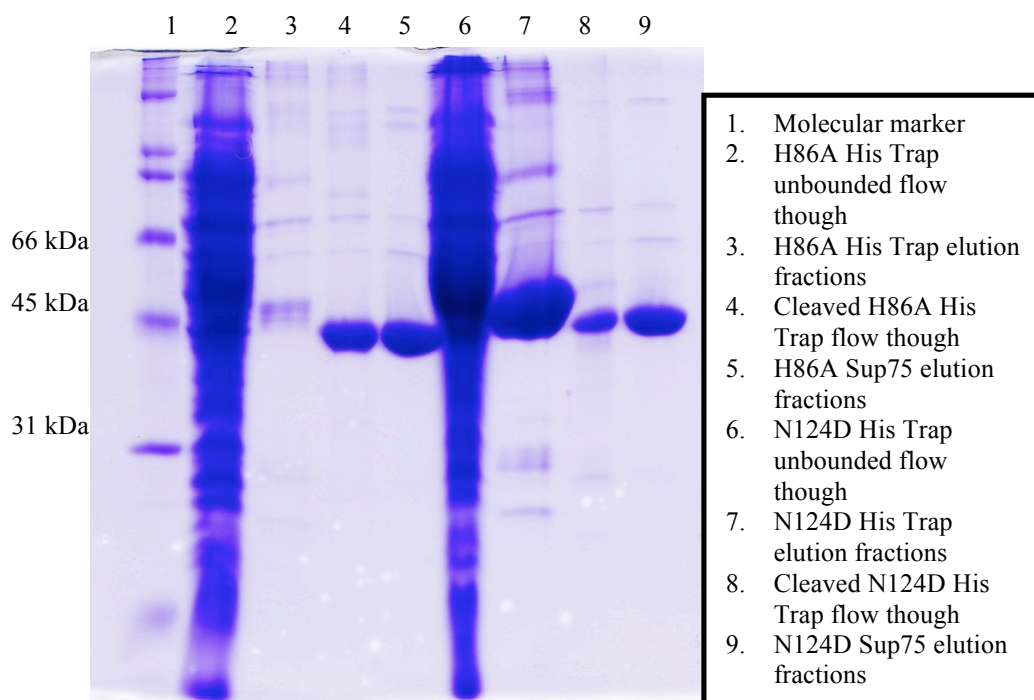 1 2 3 4 5 6 7 8 9
66 kDa
45 kDa
31 kDa
1. Molecular marker
2. H86A His Trap
unbounded flow
though
3. H86A His Trap elution
fractions
4. Cleaved H86A His
Trap flow though
5. H86A Sup75 elution
fractions
6. N124D His Trap
unbounded flow
though
7. N124D His Trap
elution fractions
8. Cleaved N124D His
Trap flow though
9. N124D Sup75 elution
fractions